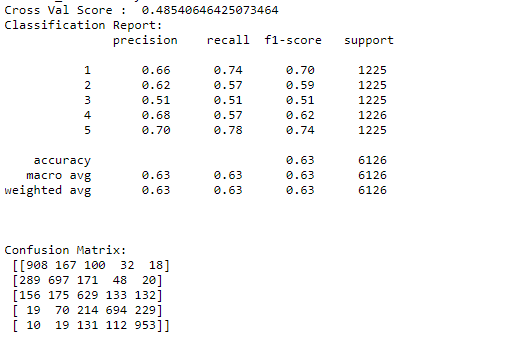 Cross Val Score :  0.48540646425073464
Classification Report:
              precision    recall  f1-score   support

           1       0.66      0.74      0.70      1225
           2       0.62      0.57      0.59      1225
           3       0.51      0.51      0.51      1225
           4       0.68      0.57      0.62      1226
           5       0.70      0.78      0.74      1225

    accuracy                           0.63      6126
   macro avg       0.63      0.63      0.63      6126
weighted avg       0.63      0.63      0.63      6126

Confusion Matrix:
 [[908 167 100  32  18]
 [289 697 171  48  20]
 [156 175 629 133 132]
 [ 19  70 214 694 229]
 [ 10  19 131 112 953]]